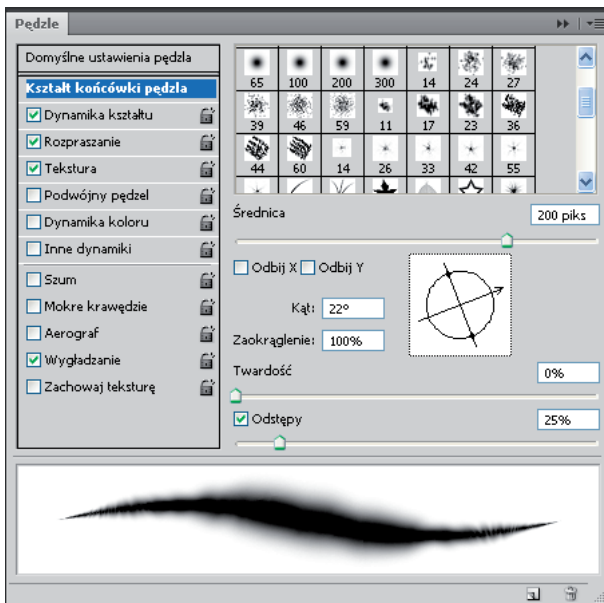 Pędzle
Domyślne ustawienia pędzla
Kształt końcówki pędzla
Dynamika kształtu
Rozpraszanie
Tekstura
Podwójny pędzel
Dynamika koloru
Inne dynamiki
Szum
Mokre krawędzie
Aerograf
Wygładzanie
Zachowaj teksturę
65 100 200 300 14 24 27
39 46 59 11 17 23 36
44 60 14 26 33 42 55
Średnica 200 piks
Odbij X Odbij Y
Kąt: 22°
Zaokrąglenie: 100%
Twardość 0%
Odstępy 25%